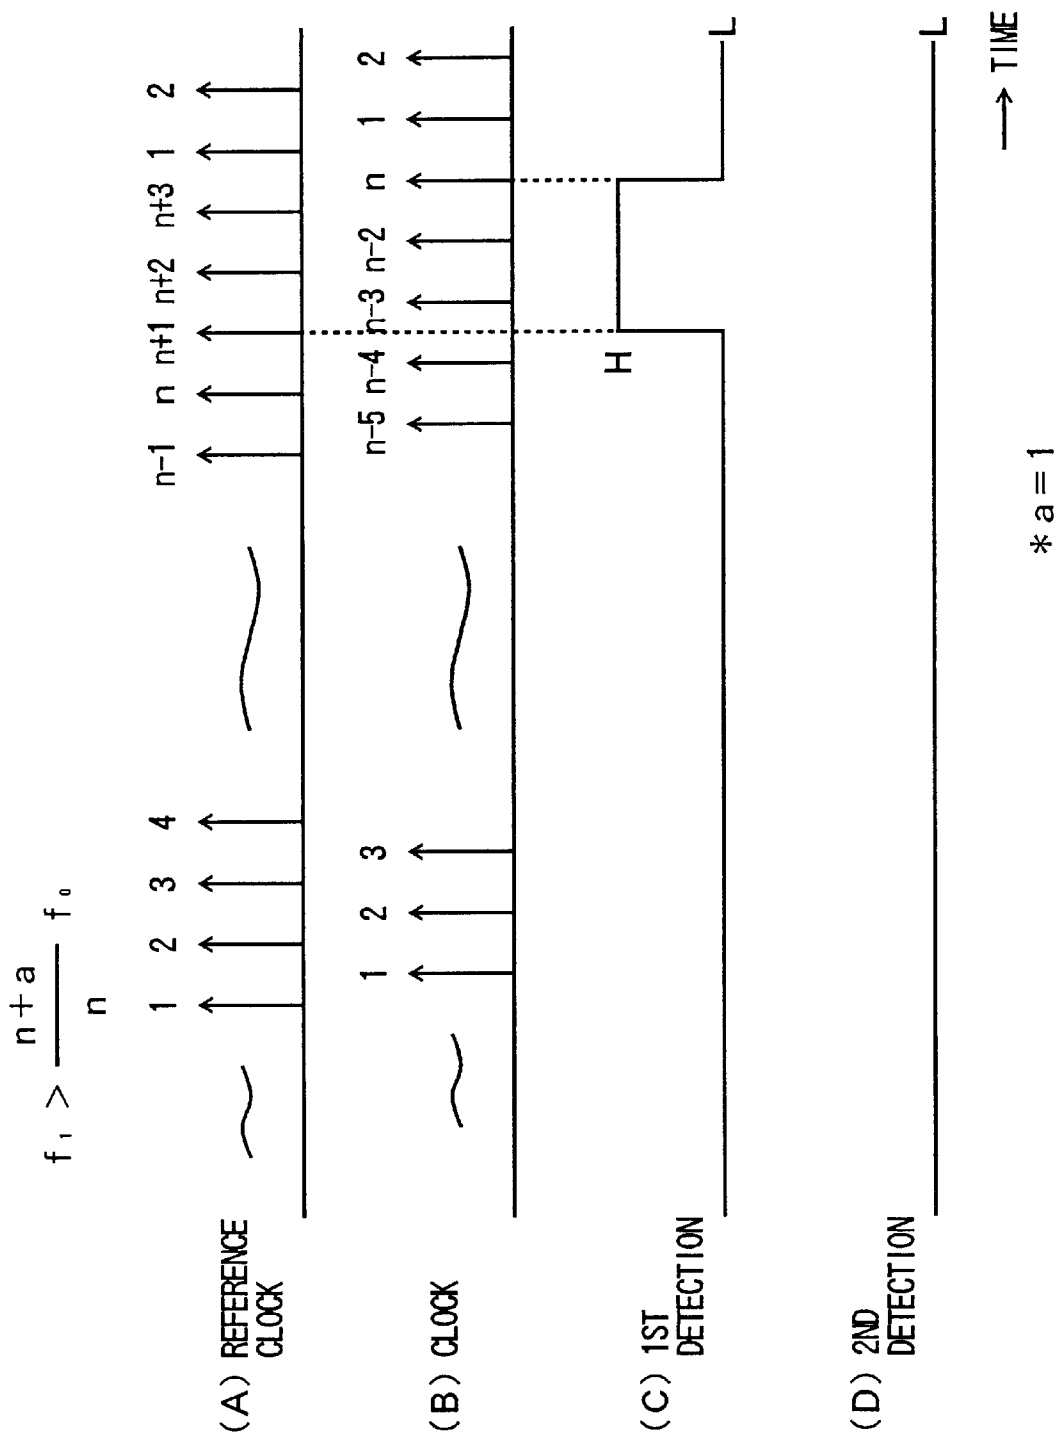 f₁ > n+a / n f₀
(A) REFERENCE
CLOCK
1 2 3 4 n-1 n n+1 n+2 n+3 1 2
(B) CLOCK
1 2 3 n-5 n-4 n-3 n-2 n 1 2
(C) 1ST
DETECTION
H
L
(D) 2ND
DETECTION
L
→ TIME
*a=1